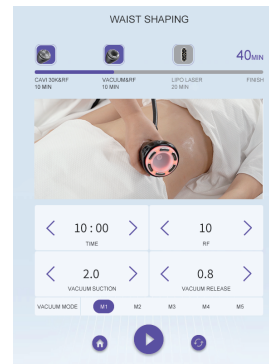 WAIST SHAPING
40MIN
CAVI 30K&RF VACUUM&RF LIPO LASER FINISH
10 MIN 10 MIN 20 MIN
10 : 00 10
TIME RF
2.0 0.8
VACUUM SUCTION VACUUM RELEASE
VACUUM MODE M1 M2 M3 M4 M5